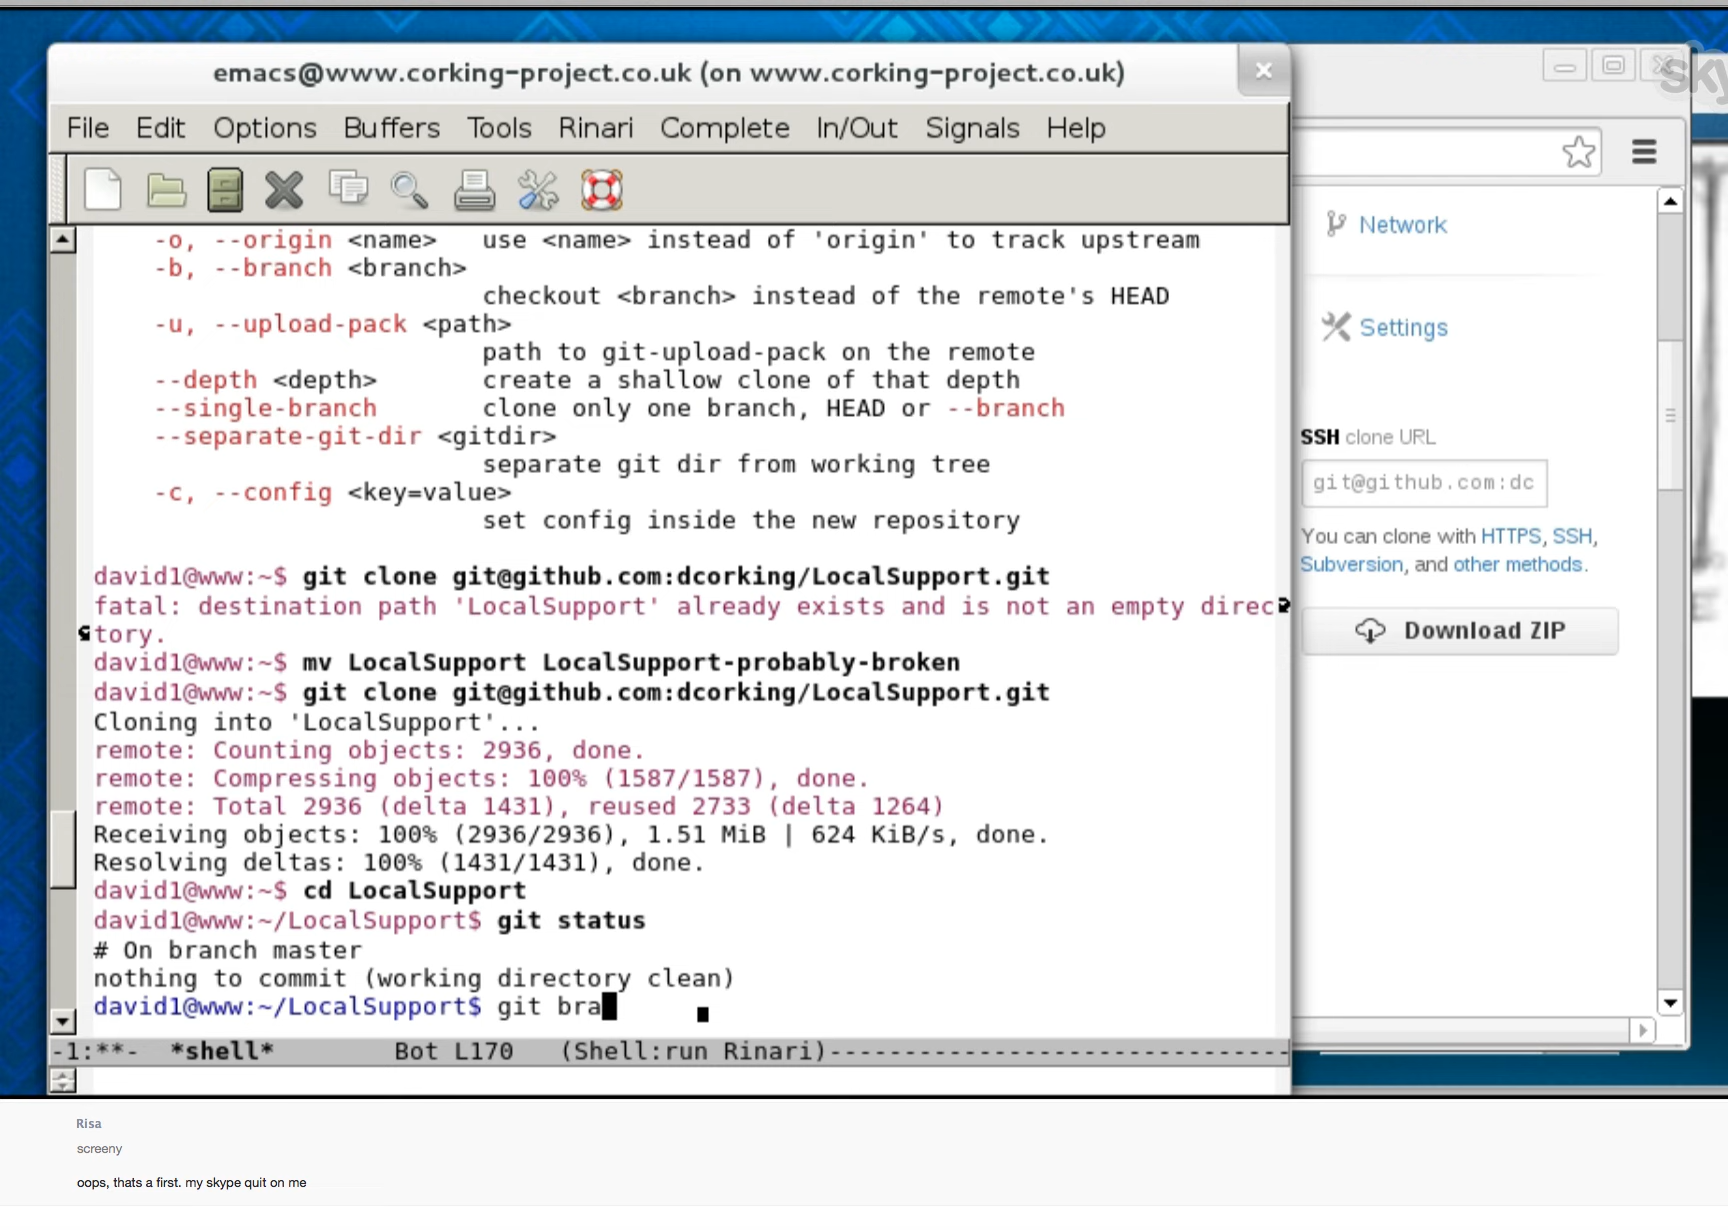 emacs@www.corking-project.co.uk (on www.corking-project.co.uk)
File Edit Options Buffers Tools Rinari Complete In/Out Signals Help
-o, --origin <name>   use <name> instead of 'origin' to track upstream
-b, --branch <branch>
checkout <branch> instead of the remote's HEAD
-u, --upload-pack <path>
path to git-upload-pack on the remote
--depth <depth>       create a shallow clone of that depth
--single-branch       clone only one branch, HEAD or --branch
--separate-git-dir <gitdir>
separate git dir from working tree
-c, --config <key=value>
set config inside the new repository
david1@www:~$ git clone git@github.com:dcorking/LocalSupport.git
fatal: destination path 'LocalSupport' already exists and is not an empty direc
tory.
david1@www:~$ mv LocalSupport LocalSupport-probably-broken
david1@www:~$ git clone git@github.com:dcorking/LocalSupport.git
Cloning into 'LocalSupport'...
remote: Counting objects: 2936, done.
remote: Compressing objects: 100% (1587/1587), done.
remote: Total 2936 (delta 1431), reused 2733 (delta 1264)
Receiving objects: 100% (2936/2936), 1.51 MiB | 624 KiB/s, done.
Resolving deltas: 100% (1431/1431), done.
david1@www:~$ cd LocalSupport
david1@www:~/LocalSupport$ git status
# On branch master
nothing to commit (working directory clean)
david1@www:~/LocalSupport$ git bra
-1:**-  *shell*        Bot L170   (Shell:run Rinari)-------------------------------
sky
Network
Settings
SSH clone URL
git@github.com:dc
You can clone with HTTPS, SSH,
Subversion, and other methods.
Download ZIP
Risa
screeny
oops, thats a first. my skype quit on me